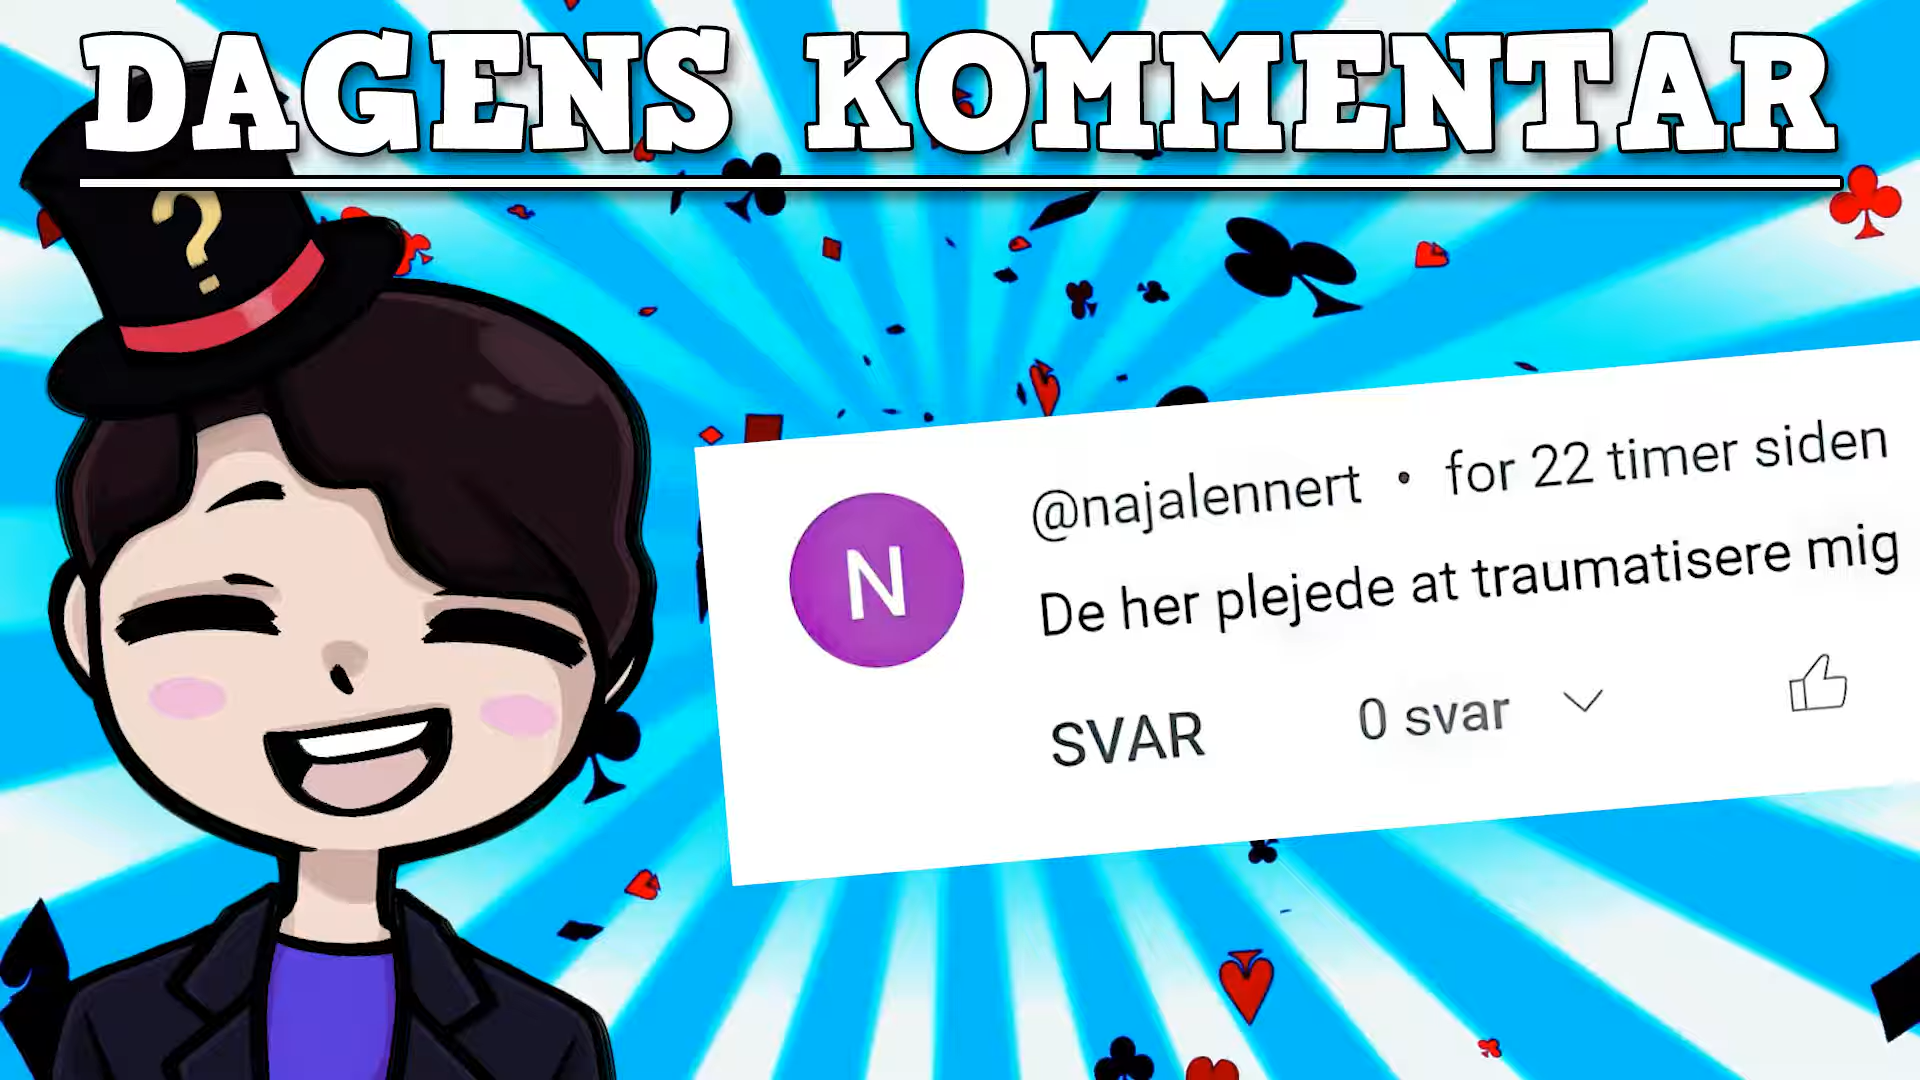 DAGENS KOMMENTAR
?
@najalennert • for 22 timer siden
N
De her plejede at traumatisere mig
SVAR 0 svar